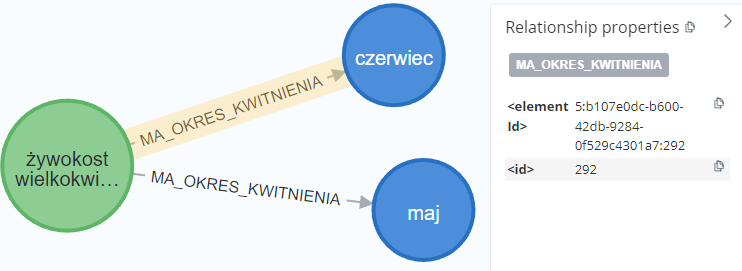 żywokost
wielkokwi...
MA_OKRES_KWITNIENIA
czerwiec
MA_OKRES_KWITNIENIA
maj
Relationship properties
MA_OKRES_KWITNIENIA
<element
Id>
5:b107e0dc-b600-
42db-9284-
0f529c4301a7:292
<id>
292